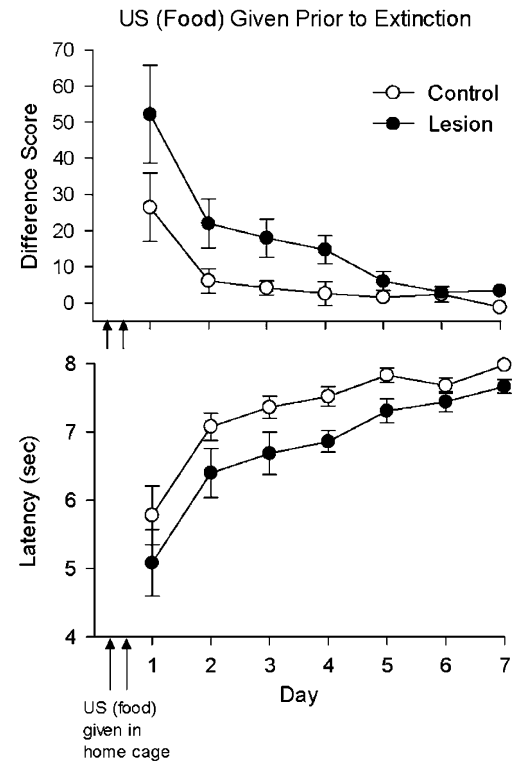 US (Food) Given Prior to Extinction
70
60
50
40
30
20
10
0
Difference Score
Control
Lesion
8
7
6
5
4
Latency (sec)
1 2 3 4 5 6 7
Day
US (food)
given in
home cage